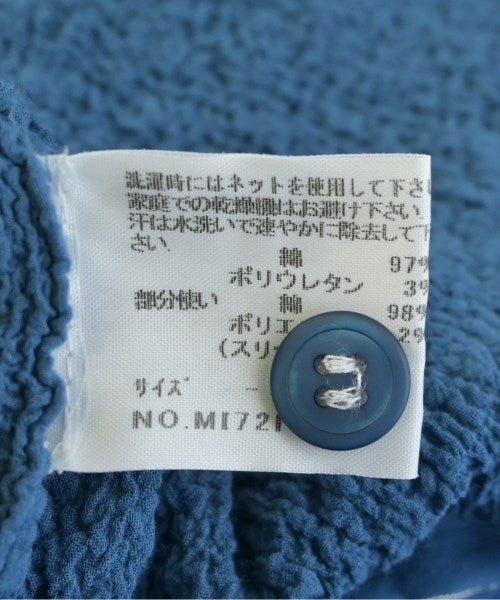 洗濯時にはネットを使用して下さ
家庭での乾燥機はお避け下さい
汗は水洗いで速やかに除去して下
さい
綿 97%
ポリウレタン 3%
部分使い 綿 98%
ポリエ 2%
(スリ
サイズ -
NO.MI72